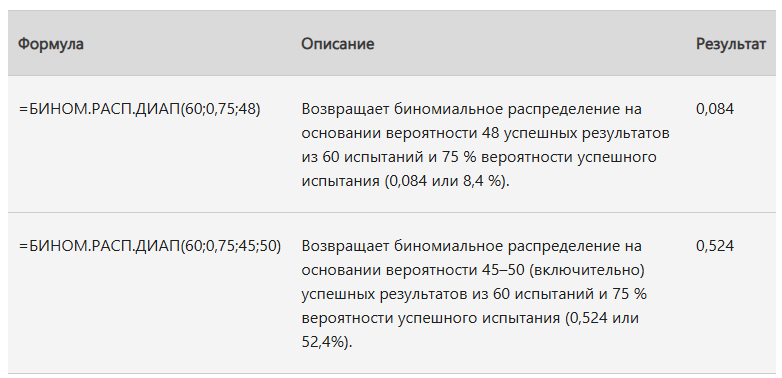 Формула Описание Результат
=БИНОМ.РАСП.ДИАП(60;0,75;48) Возвращает биномиальное распределение на 0,084
основании вероятности 48 успешных результатов
из 60 испытаний и 75 % вероятности успешного
испытания (0,084 или 8,4 %).
=БИНОМ.РАСП.ДИАП(60;0,75;45;50) Возвращает биномиальное распределение на 0,524
основании вероятности 45–50 (включительно)
успешных результатов из 60 испытаний и 75 %
вероятности успешного испытания (0,524 или
52,4%).